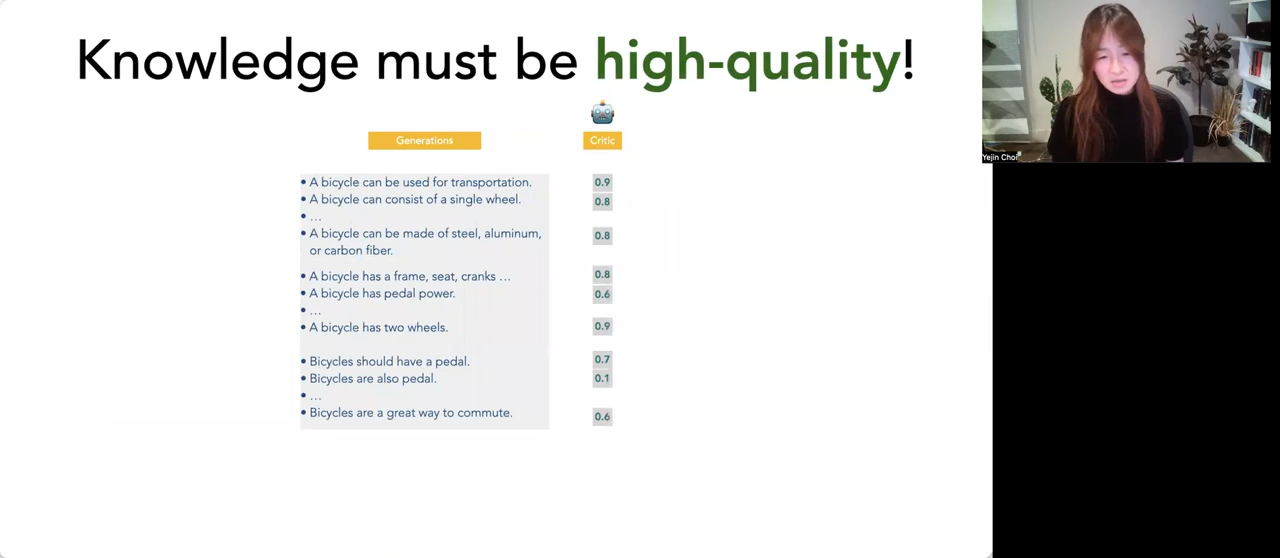 Knowledge must be high-quality!
Generations
Critic
• A bicycle can be used for transportation.
0.9
• A bicycle can consist of a single wheel.
0.8
• …
• A bicycle can be made of steel, aluminum,
or carbon fiber.
0.8
• A bicycle has a frame, seat, cranks …
0.8
• A bicycle has pedal power.
0.6
• …
• A bicycle has two wheels.
0.9
• Bicycles should have a pedal.
0.7
• Bicycles are also pedal.
0.1
• …
• Bicycles are a great way to commute.
0.6
Yejin Choi